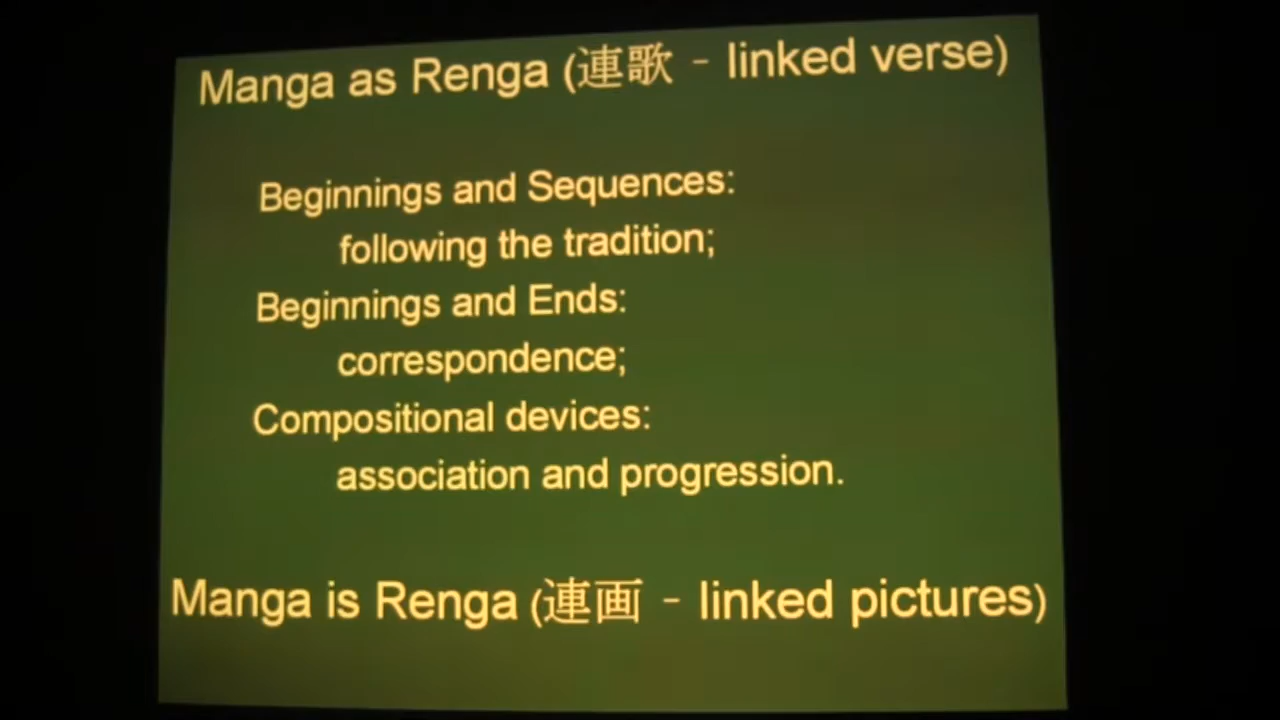 Manga as Renga (連歌 - linked verse)
Beginnings and Sequences:
following the tradition;
Beginnings and Ends:
correspondence;
Compositional devices:
association and progression.
Manga is Renga (連画 - linked pictures)